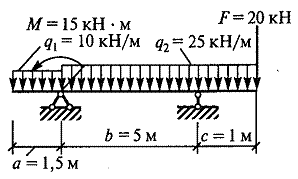 M = 15 кН · м
F = 20 кН
q₁ = 10 кН/м
q₂ = 25 кН/м
b = 5 м
c = 1 м
a = 1,5 м